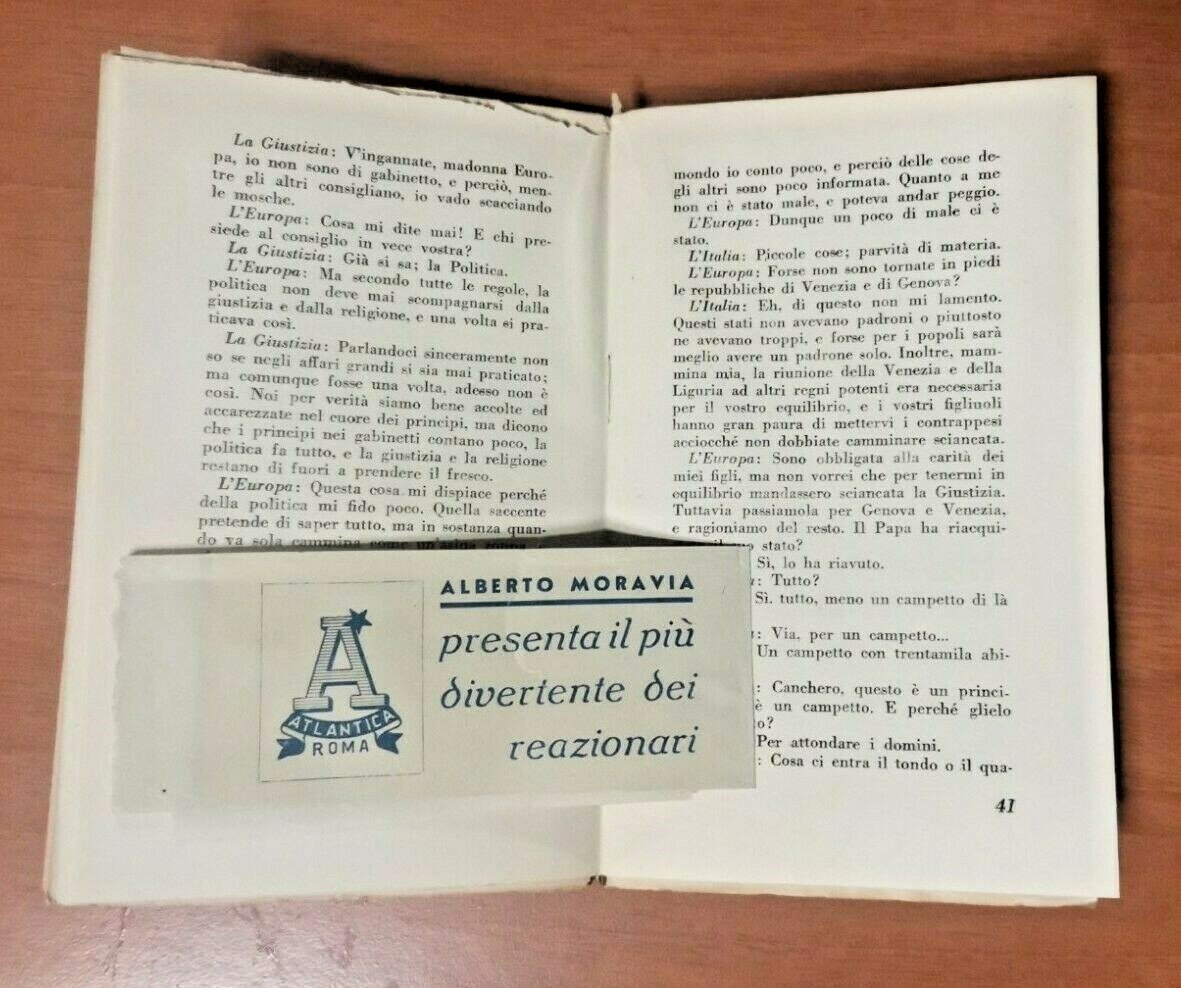 La Giustizia: V'ingannate, madonna Euro-
pa, io non sono di gabinetto, e perciò, men-
tre gli altri consigliano, io vado scacciando
le mosche.
L'Europa: Cosa mi dite mai! E chi pre-
siede al consiglio in vece vostra?
La Giustizia: Già si sa; la Politica.
L'Europa: Ma secondo tutte le regole, la
politica non deve mai scompagnarsi dalla
giustizia e dalla religione, e una volta si pra-
ticava così.
La Giustizia: Parlandoci sinceramente non
so se negli affari grandi si sia mai praticato;
ma comunque fosse una volta, adesso non è
così. Noi per verità siamo bene accolte ed
accarezzate nel cuore dei principi, ma dicono
che i principi nei gabinetti contano poco, la
politica fa tutto, e la giustizia e la religione
restano di fuori a prendere il fresco.
L'Europa: Questa cosa mi dispiace perché
della politica mi fido poco. Quella saccente
pretende di saper tutto, ma in sostanza quan-
do va sola cammina come un'asina zoppa
ALBERTO MORAVIA
presenta il più
divertente dei
reazionari
A
ATLANTICA
ROMA
mondo io conto poco, e perciò delle cose de-
gli altri sono poco informata. Quanto a me
non ci è stato male, e poteva andar peggio.
L'Europa: Dunque un poco di male ci è
stato.
L'Italia: Piccole cose; parvità di materia.
L'Europa: Forse non sono tornate in piedi
le repubbliche di Venezia e di Genova?
L'Italia: Eh, di questo non mi lamento.
Questi stati non avevano padroni o piuttosto
ne avevano troppi, e forse per i popoli sarà
meglio avere un padrone solo. Inoltre, mam-
mina mia, la riunione della Venezia e della
Liguria ad altri regni potenti era necessaria
per il vostro equilibrio, e i vostri figliuoli
hanno gran paura di mettervi i contrappesi
acciocché non dobbiate camminare sciancata.
L'Europa: Sono obbligata alla carità dei
miei figli, ma non vorrei che per tenermi in
equilibrio mandassero sciancata la Giustizia.
Tuttavia passiamola per Genova e Venezia,
e ragioniamo del resto. Il Papa ha riacqui-
stato?
Sì, lo ha riavuto.
: Tutto?
Sì. tutto, meno un campetto di là
: Via, per un campetto...
Un campetto con trentamila abi-
: Canchero, questo è un princi-
è un campetto. E perché glielo
to?
Per attondare i domini.
: Cosa ci entra il tondo o il qua-
41